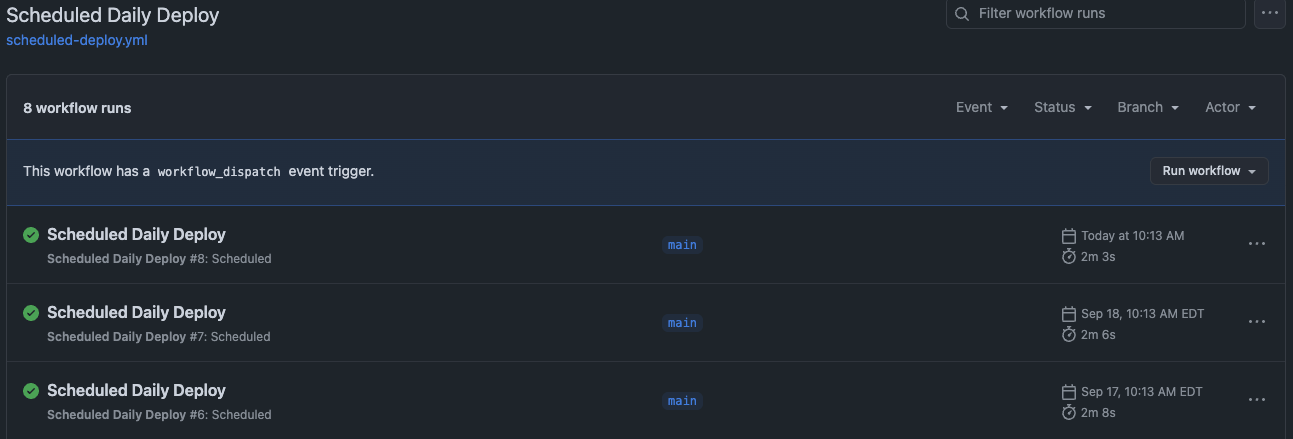 Scheduled Daily Deploy
Filter workflow runs
scheduled-deploy.yml
8 workflow runs
Event
Status
Branch
Actor
This workflow has a workflow_dispatch event trigger.
Run workflow
Scheduled Daily Deploy
Scheduled Daily Deploy #8: Scheduled
main
Today at 10:13 AM
2m 3s
Scheduled Daily Deploy
Scheduled Daily Deploy #7: Scheduled
main
Sep 18, 10:13 AM EDT
2m 6s
Scheduled Daily Deploy
Scheduled Daily Deploy #6: Scheduled
main
Sep 17, 10:13 AM EDT
2m 8s